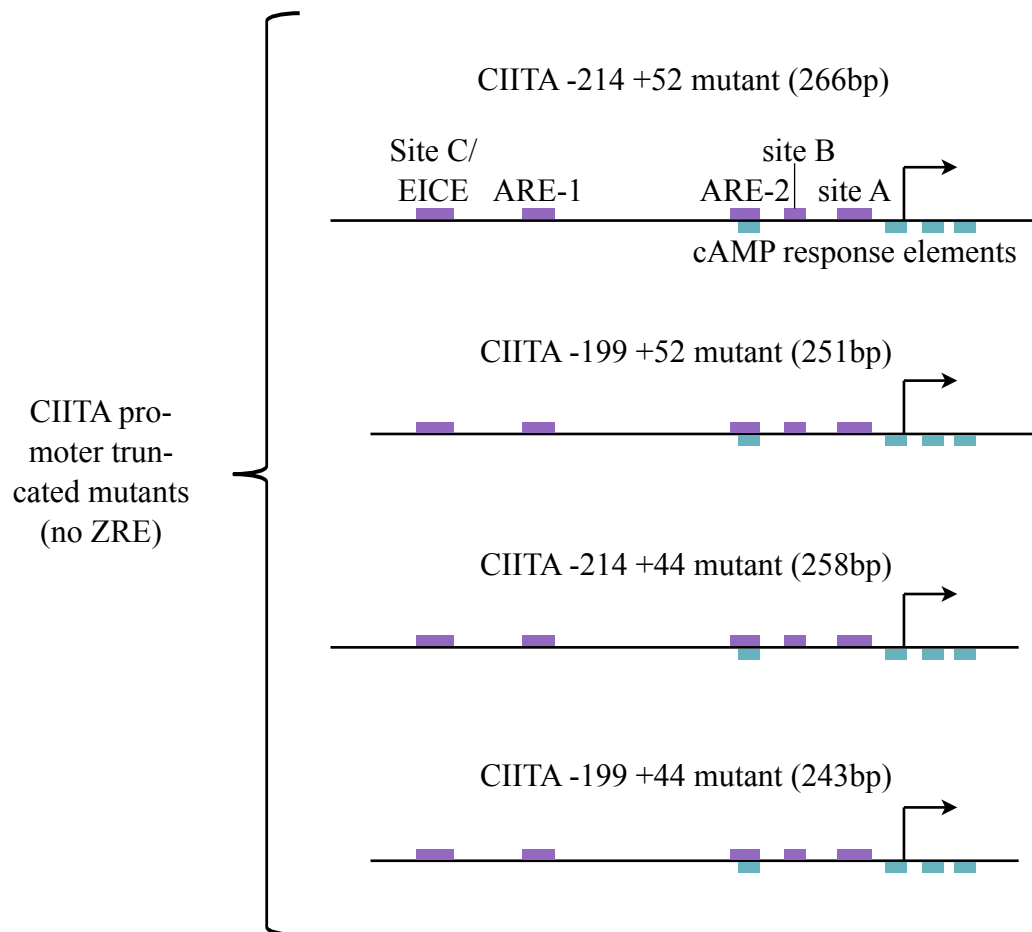 CIITA -214 +52 mutant (266bp)
Site C/
EICE
ARE-1
ARE-2
site B
site A
cAMP response elements
CIITA -199 +52 mutant (251bp)
CIITA pro-
moter trun-
cated mutants
(no ZRE)
CIITA -214 +44 mutant (258bp)
CIITA -199 +44 mutant (243bp)